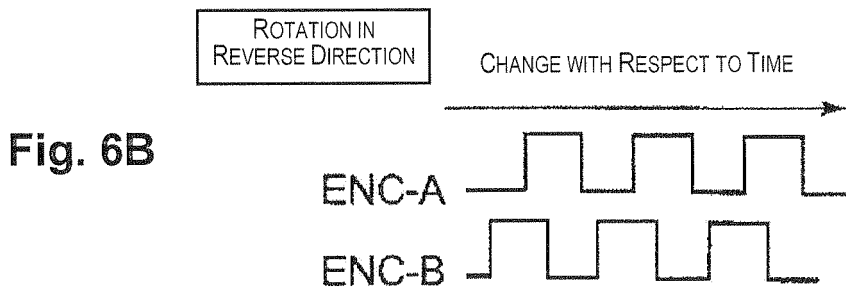 ROTATION IN
REVERSE DIRECTION
CHANGE WITH RESPECT TO TIME
Fig. 6B
ENC-A
ENC-B